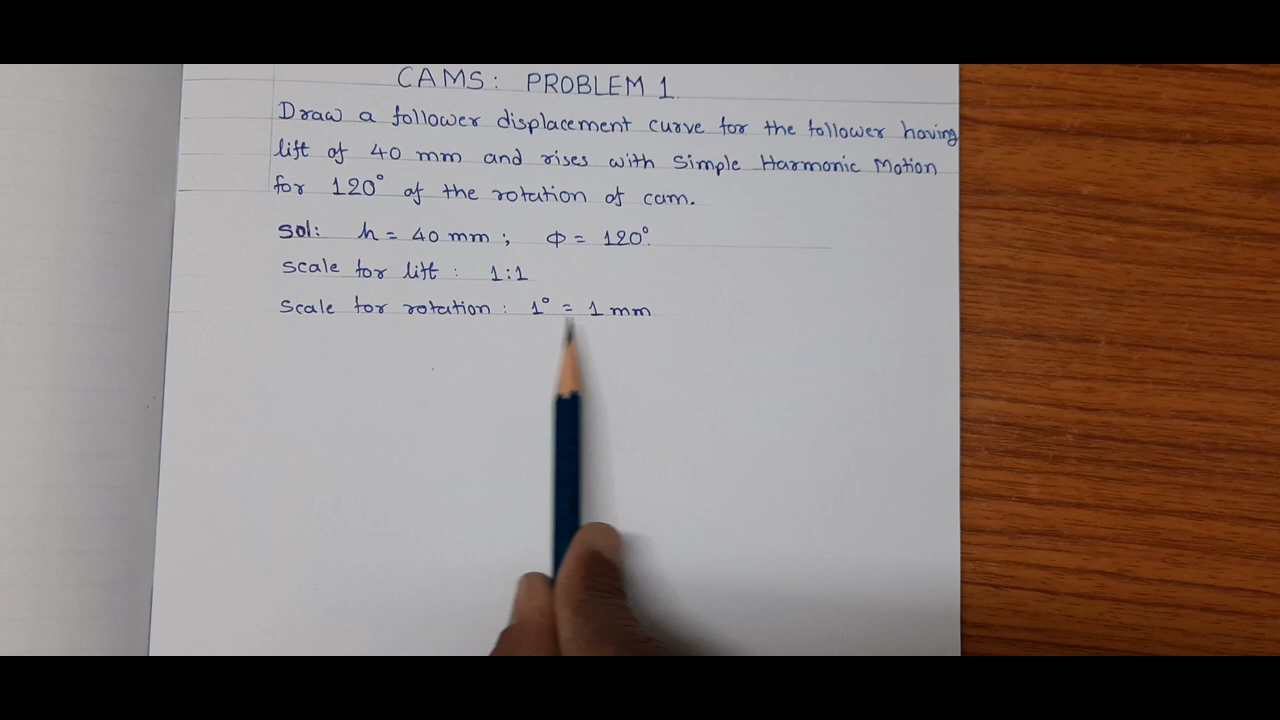 CAMS: PROBLEM 1.
Draw a follower displacement curve for the follower having
lift of 40 mm and rises with Simple Harmonic Motion
for 120° of the rotation of cam.
Sol: h = 40 mm ; Φ = 120°.
Scale for lift : 1:1
Scale for rotation : 1° = 1 mm